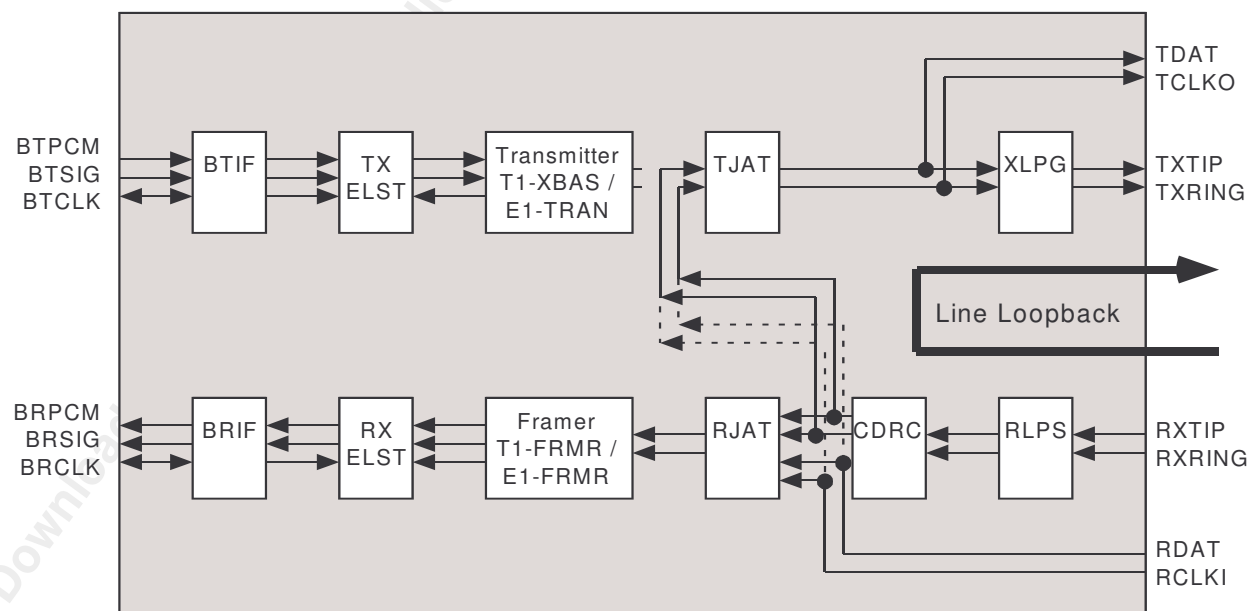 TDAT
TCLKO
BTPCM
BTSIG
BTCLK
BTIF
TX
ELST
Transmitter
T1-XBAS /
E1-TRAN
TJAT
XLPG
TXTIP
TXRING
Line Loopback
BRPCM
BRSIG
BRCLK
BRIF
RX
ELST
Framer
T1-FRMR /
E1-FRMR
RJAT
CDRC
RLPS
RXTIP
RXRING
RDAT
RCLKI